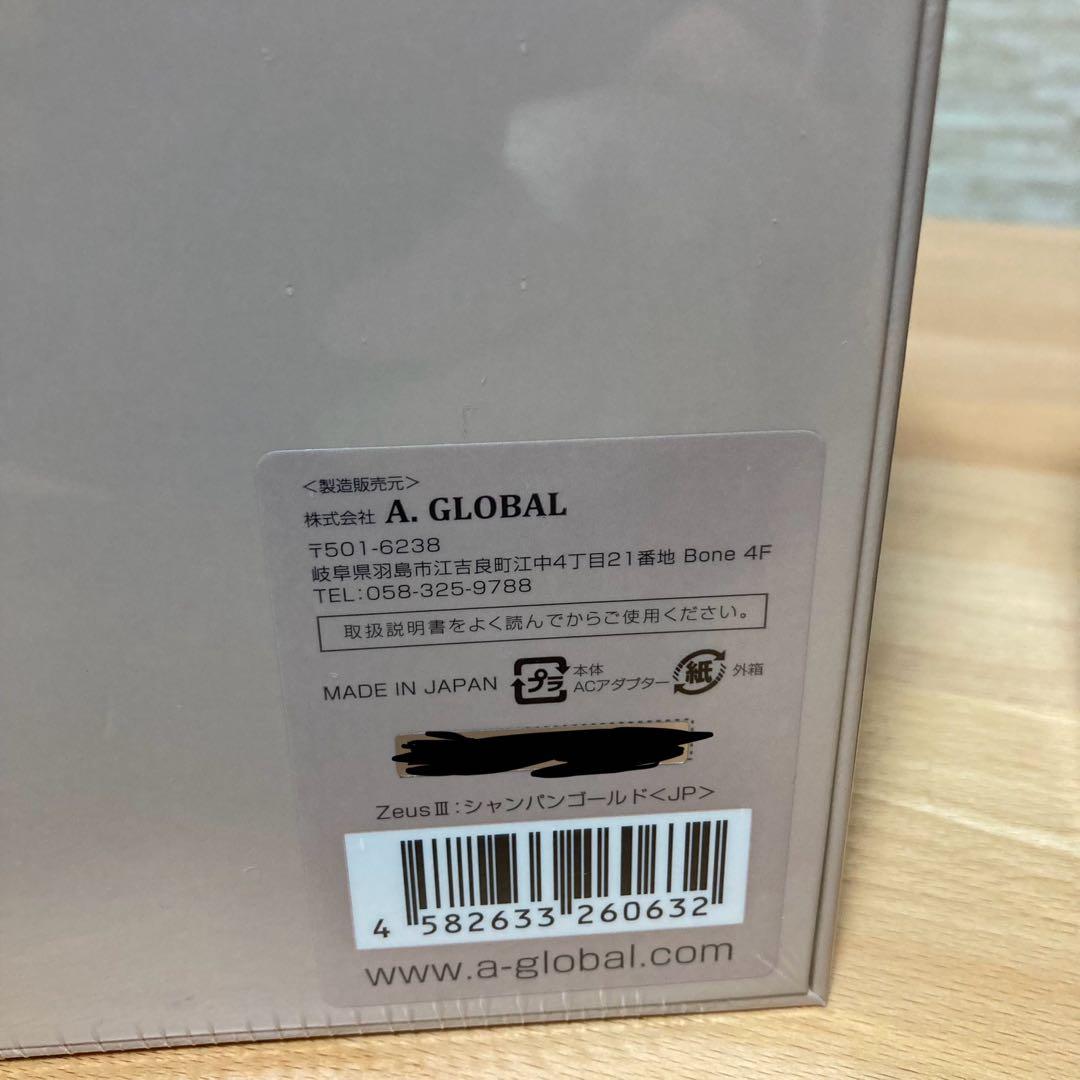 <製造販売元>
株式会社 A. GLOBAL
〒501-6238
岐阜県羽島市江吉良町江中4丁目21番地 Bone 4F
TEL:058-325-9788
取扱説明書をよく読んでからご使用ください。
MADE IN JAPAN プラ 本体 ACアダプター 紙 外箱
ZeusⅢ:シャンパンゴールド<JP>
4 582633 260632
www.a-global.com